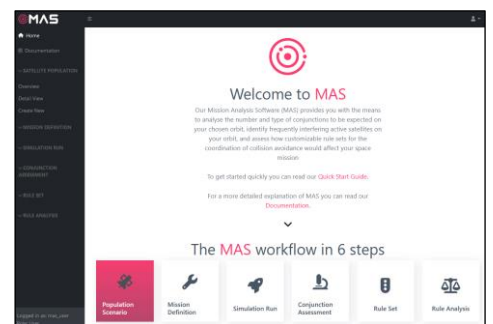 MAS
Home
Documentation
SATELLITE POPULATION
Overview
Detail View
Create New
MISSION DEFINITION
SIMULATION RUN
CONJUNCTION
ASSESSMENT
RULE SET
RULE ANALYSIS
Logged in as: mas_user
Welcome to MAS
Our Mission Analysis Software (MAS) provides you with the means
to analyse the number and type of conjunctions to be expected on
your chosen orbit, identify frequently interfering active satellites on
your orbit, and assess how customizable rule sets for the
coordination of collision avoidance would affect your space
mission.
To get started quickly you can read our Quick Start Guide.
For a more detailed explanation of MAS you can read our
Documentation.
The MAS workflow in 6 steps
Population
Scenario
Mission
Definition
Simulation Run
Conjunction
Assessment
Rule Set
Rule Analysis